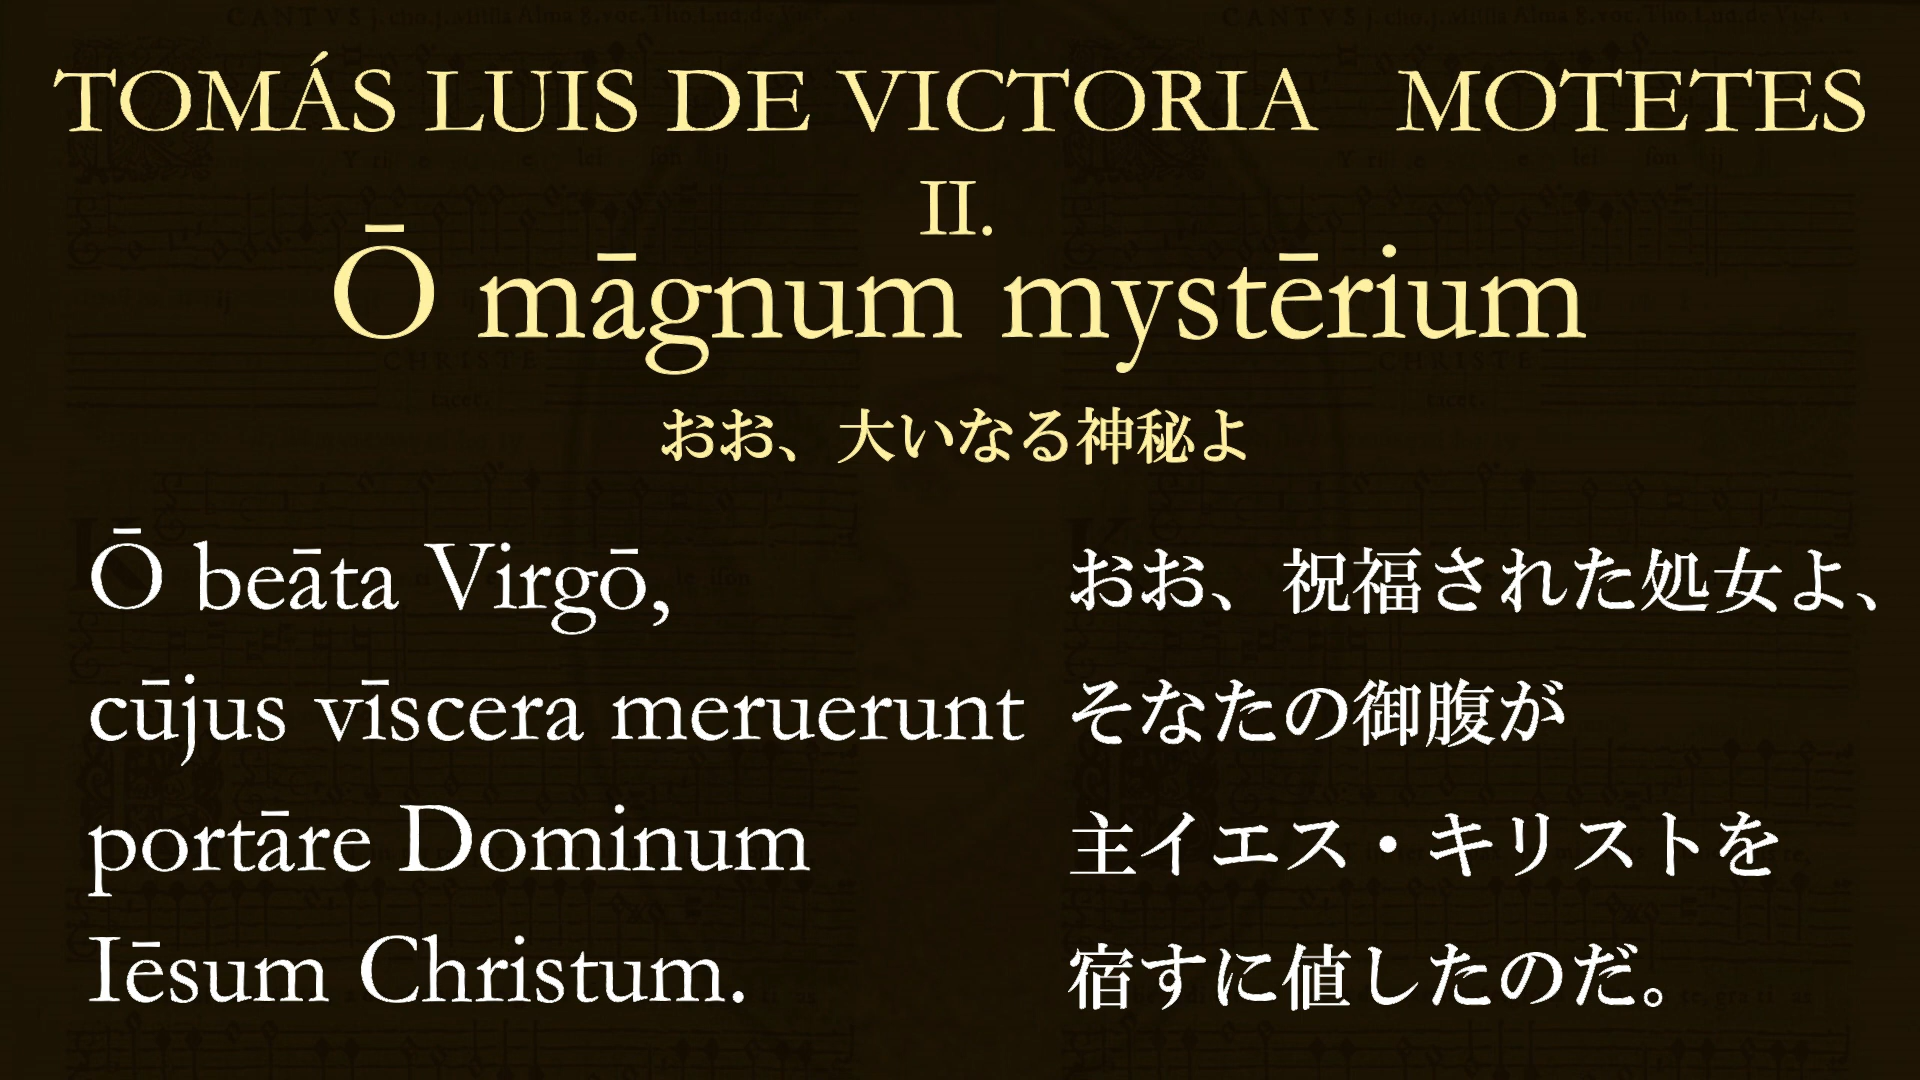 TOMÁS LUIS DE VICTORIA MOTETES
II.
Ō māgnum mystērium
おお、大いなる神秘よ
Ō beāta Virgō,
おお、祝福された処女よ、
cūjus vīscera meruerunt
そなたの御腹が
portāre Dominum
主イエス・キリストを
Iēsum Christum.
宿すに値したのだ。